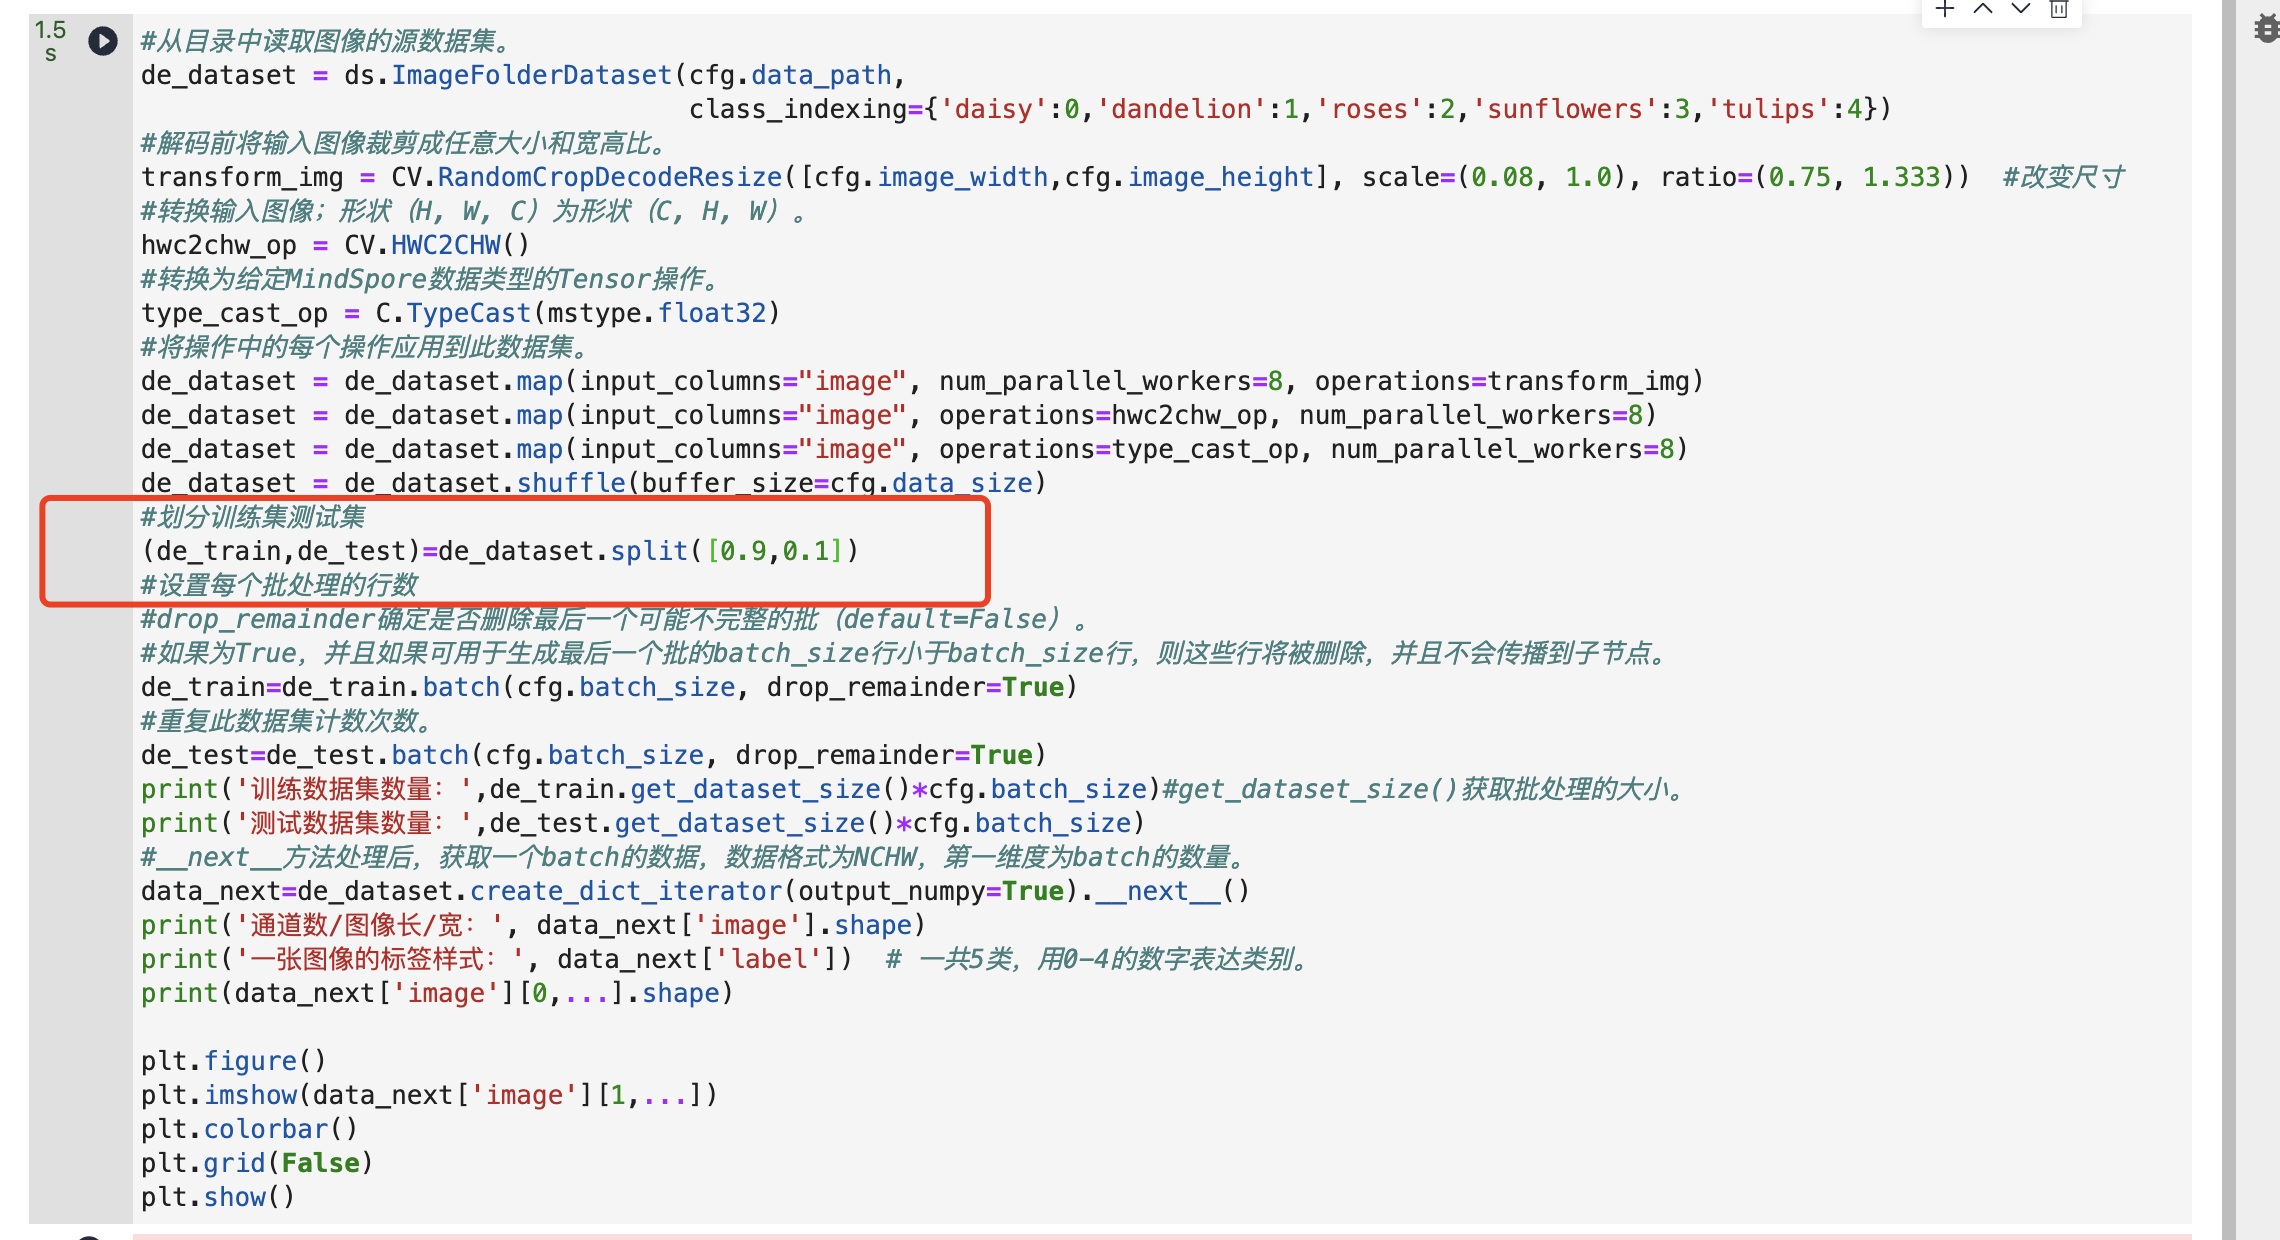 1.5
s
#从目录中读取图像的源数据集。
de_dataset = ds.ImageFolderDataset(cfg.data_path,
                                   class_indexing={'daisy':0,'dandelion':1,'roses':2,'sunflowers':3,'tulips':4})
#解码前将输入图像裁剪成任意大小和宽高比。
transform_img = CV.RandomCropDecodeResize([cfg.image_width,cfg.image_height], scale=(0.08, 1.0), ratio=(0.75, 1.333))  #改变尺寸
#转换输入图像；形状（H, W, C）为形状（C, H, W）。
hwc2chw_op = CV.HWC2CHW()
#转换为给定MindSpore数据类型的Tensor操作。
type_cast_op = C.TypeCast(mstype.float32)
#将操作中的每个操作应用到此数据集。
de_dataset = de_dataset.map(input_columns="image", num_parallel_workers=8, operations=transform_img)
de_dataset = de_dataset.map(input_columns="image", operations=hwc2chw_op, num_parallel_workers=8)
de_dataset = de_dataset.map(input_columns="image", operations=type_cast_op, num_parallel_workers=8)
de_dataset = de_dataset.shuffle(buffer_size=cfg.data_size)
#划分训练集测试集
(de_train,de_test)=de_dataset.split([0.9,0.1])
#设置每个批处理的行数
#drop_remainder确定是否删除最后一个可能不完整的批（default=False）。
#如果为True，并且如果可用于生成最后一个批的batch_size行小于batch_size行，则这些行将被删除，并且不会传播到子节点。
de_train=de_train.batch(cfg.batch_size, drop_remainder=True)
#重复此数据集计数次数。
de_test=de_test.batch(cfg.batch_size, drop_remainder=True)
print('训练数据集数量：',de_train.get_dataset_size()*cfg.batch_size)#get_dataset_size()获取批处理的大小。
print('测试数据集数量：',de_test.get_dataset_size()*cfg.batch_size)
#__next__方法处理后，获取一个batch的数据，数据格式为NCHW，第一维度为batch的数量。
data_next=de_dataset.create_dict_iterator(output_numpy=True).__next__()
print('通道数/图像长/宽：', data_next['image'].shape)
print('一张图像的标签样式：', data_next['label'])  # 一共5类，用0-4的数字表达类别。
print(data_next['image'][0,...].shape)
plt.figure()
plt.imshow(data_next['image'][1,...])
plt.colorbar()
plt.grid(False)
plt.show()